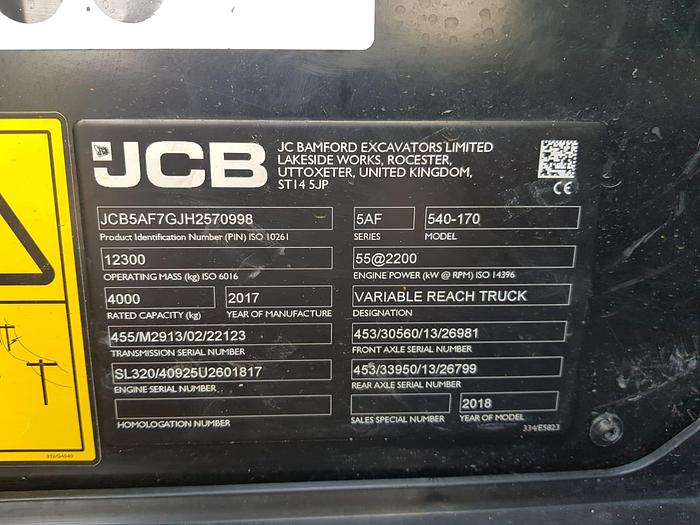 JCB
JC BAMFORD EXCAVATORS LIMITED
LAKESIDE WORKS, ROCESTER,
UTTOXETER, UNITED KINGDOM,
ST14 5JP
CE
JCB5AF7GJH2570998
Product Identification Number (PIN) ISO 10261
5AF
SERIES
540-170
MODEL
12300
OPERATING MASS (kg) ISO 6016
55@2200
ENGINE POWER (kW @ RPM) ISO 14396
4000
RATED CAPACITY (kg)
2017
YEAR OF MANUFACTURE
VARIABLE REACH TRUCK
DESIGNATION
455/M2913/02/22123
TRANSMISSION SERIAL NUMBER
453/30560/13/26981
FRONT AXLE SERIAL NUMBER
SL320/40925U2601817
ENGINE SERIAL NUMBER
453/33950/13/26799
REAR AXLE SERIAL NUMBER
HOMOLOGATION NUMBER
SALES SPECIAL NUMBER
2018
YEAR OF MODEL
334/E5823
332/G4940